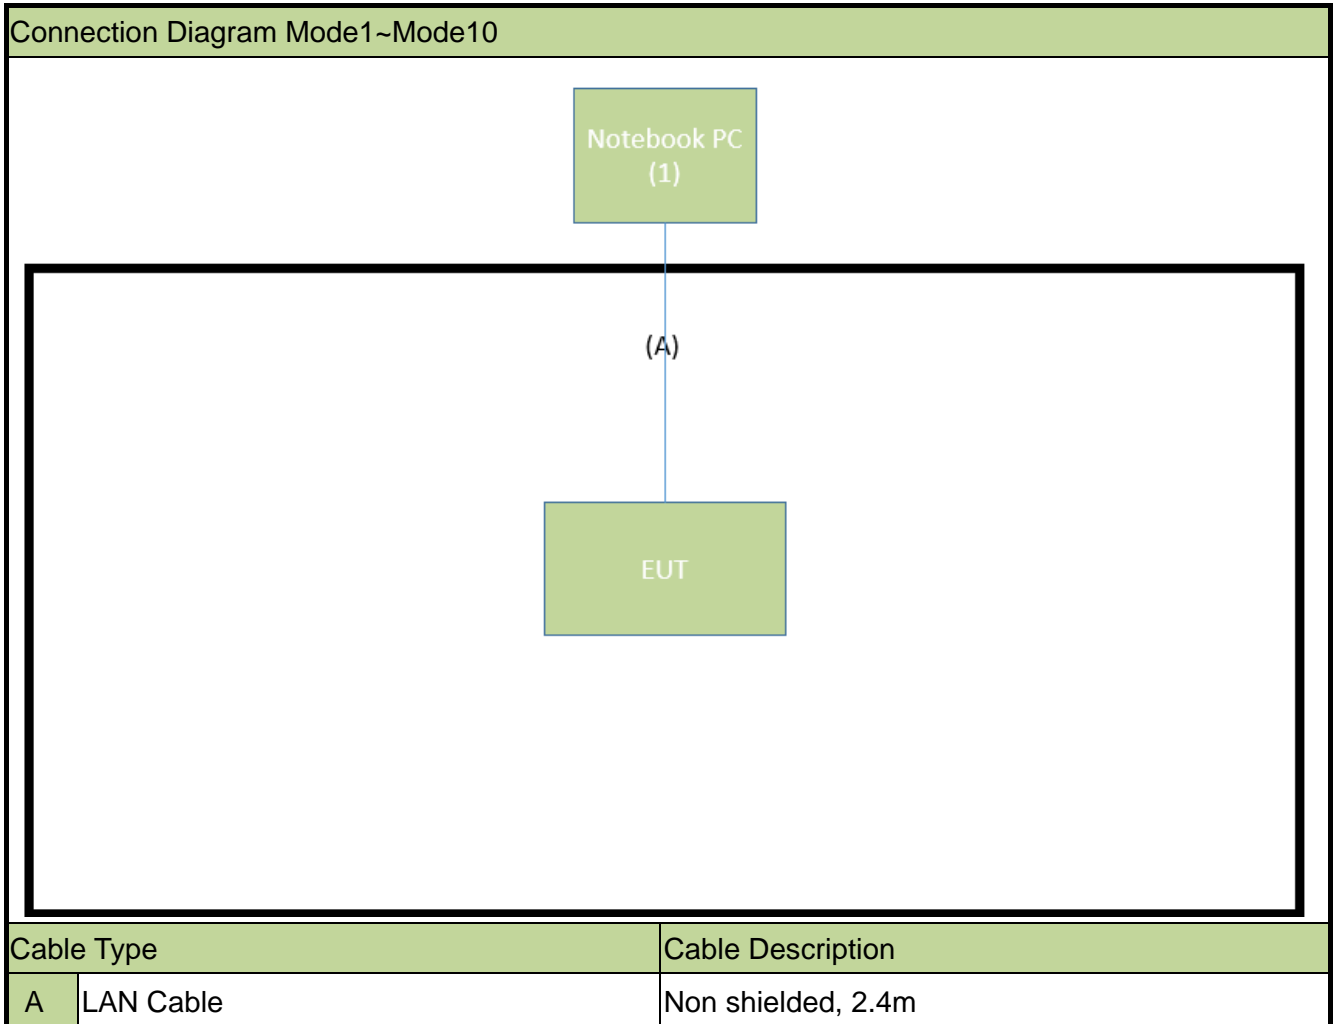 Connection Diagram Mode1~Mode10
Notebook PC
(1)
(A)
EUT
Cable Type Cable Description
A LAN Cable Non shielded, 2.4m